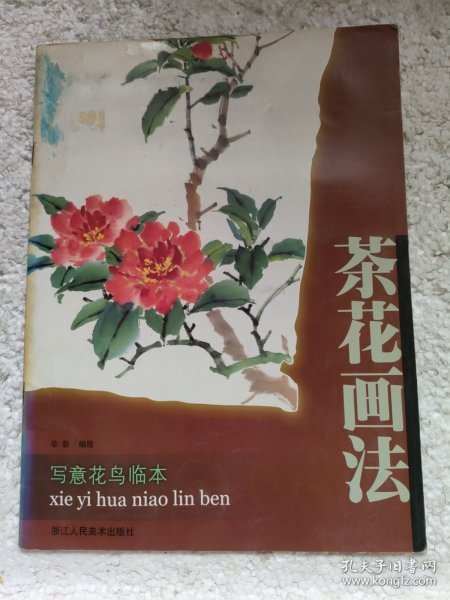 茶花画法
毕彰/编绘
写意花鸟临本
xie yi hua niao lin ben
浙江人民美术出版社
孔夫子旧书网
www.kongfz.com